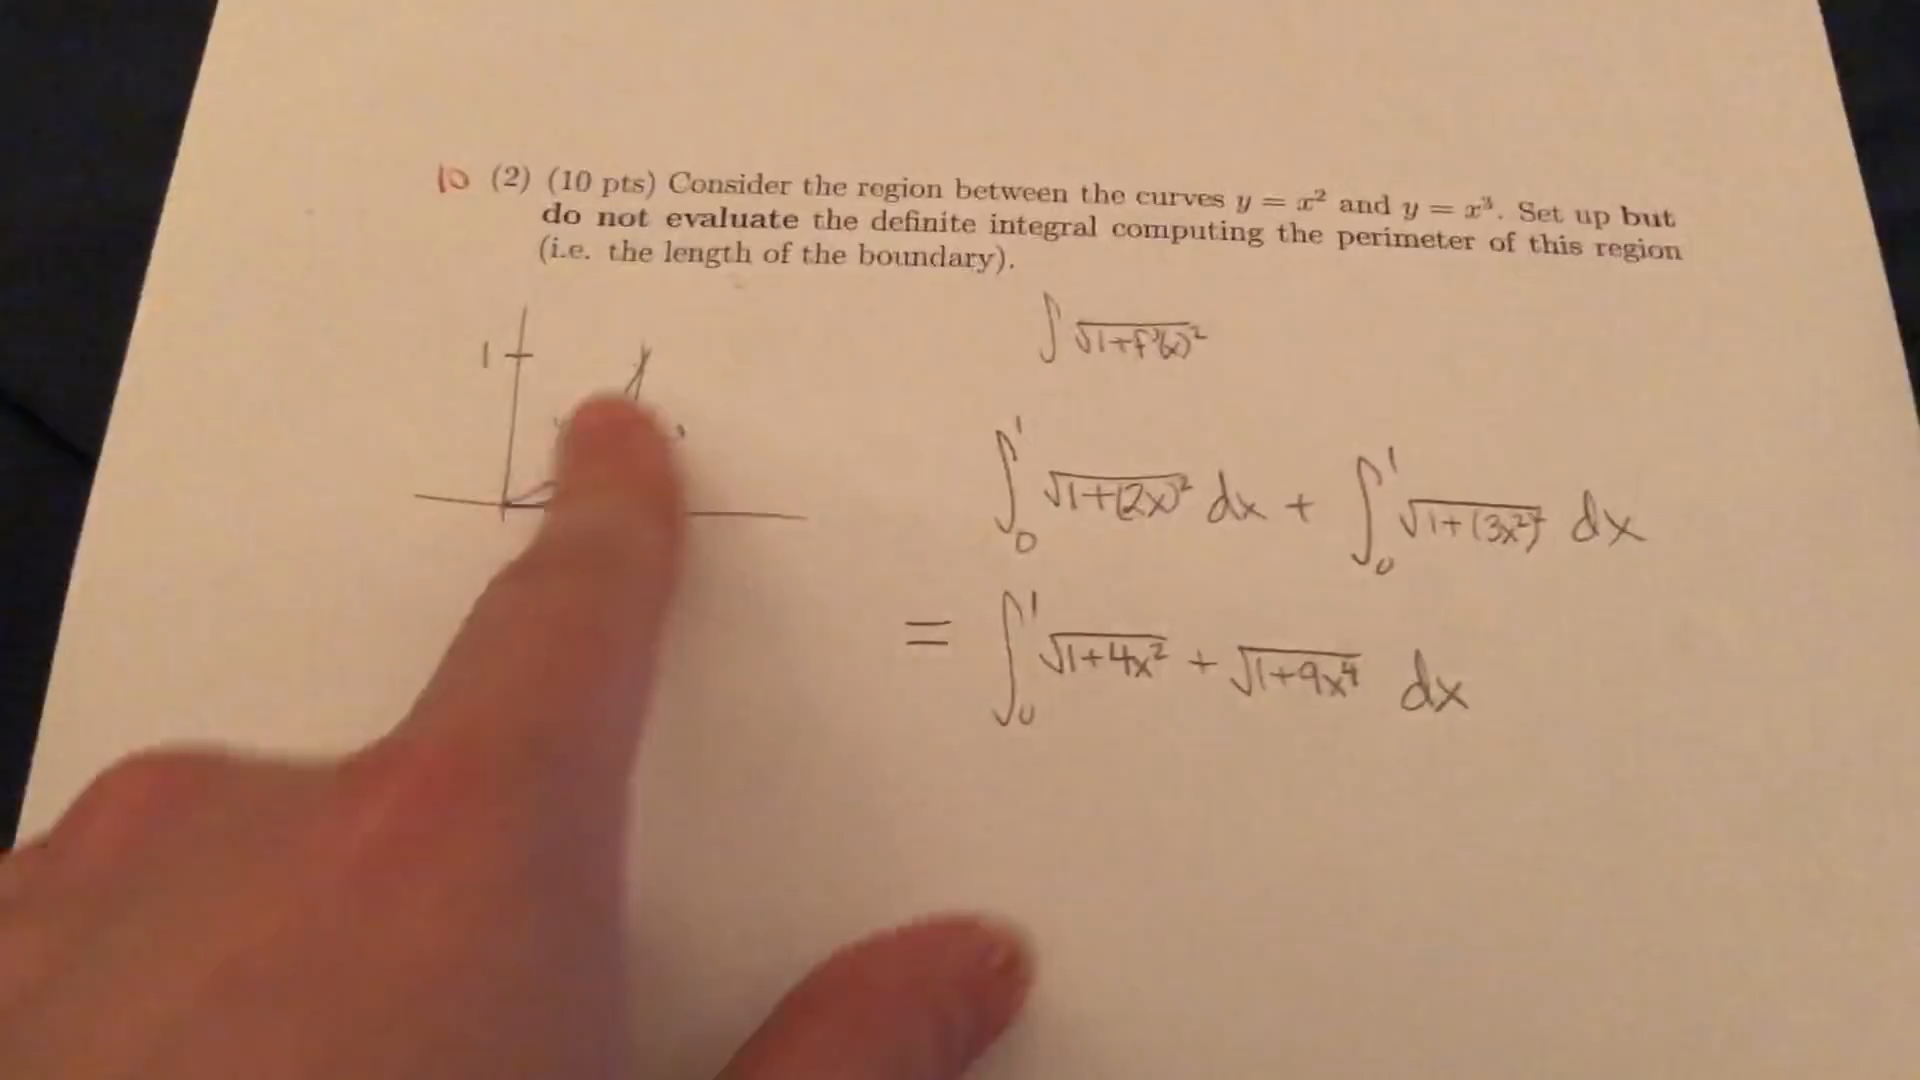 10 (2) (10 pts) Consider the region between the curves y = x² and y = x³. Set up but
do not evaluate the definite integral computing the perimeter of this region
(i.e. the length of the boundary).
∫ √1+f'(x)²
1
∫₀¹ √1+(2x)² dx + ∫₀¹ √1+(3x²)² dx
= ∫₀¹ √1+4x² + √1+9x⁴ dx